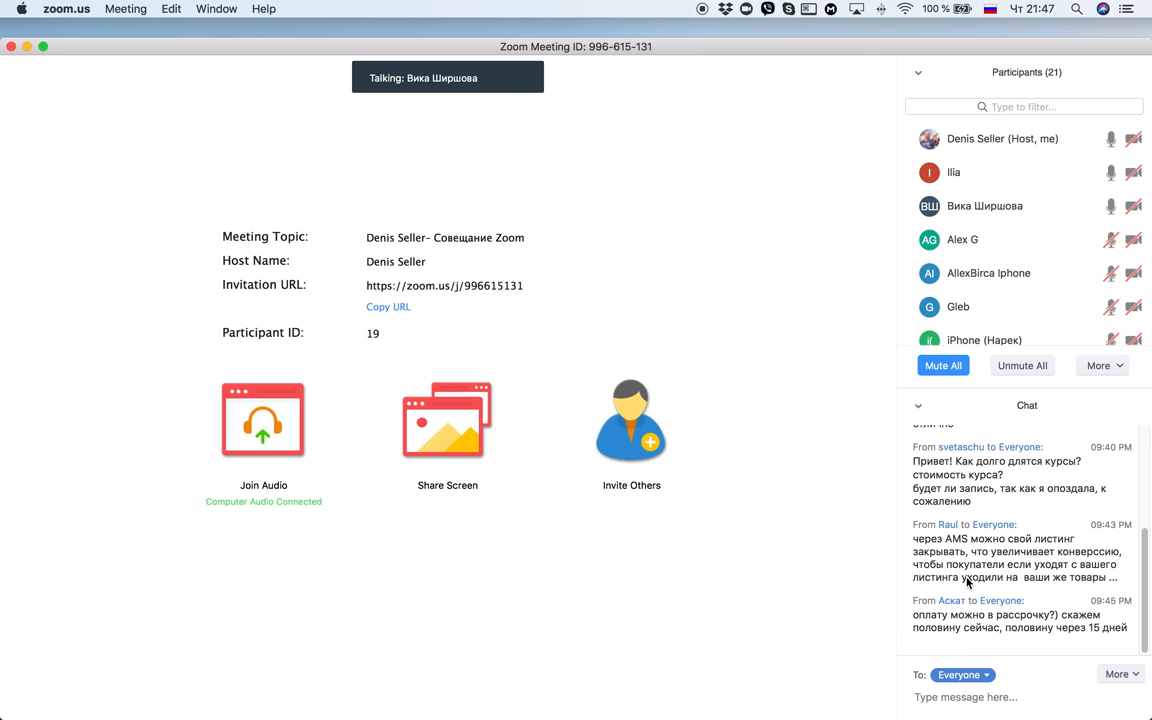 zoom.us Meeting Edit Window Help 100 % Чт 21:47
Zoom Meeting ID: 996-615-131
Talking: Вика Ширшова
Meeting Topic: Denis Seller- Совещание Zoom
Host Name: Denis Seller
Invitation URL: https://zoom.us/j/996615131
Copy URL
Participant ID: 19
Join Audio
Computer Audio Connected
Share Screen
Invite Others
Participants (21)
Type to filter...
Denis Seller (Host, me)
I Ilia
ВШ Вика Ширшова
AG Alex G
AI AllexBirca Iphone
G Gleb
i( iPhone (Нарек)
Mute All Unmute All More
Chat
отлично
From svetaschu to Everyone: 09:40 PM
Привет! Как долго длятся курсы?
стоимость курса?
будет ли запись, так как я опоздала, к
сожалению
From Raul to Everyone: 09:43 PM
через AMS можно свой листинг
закрывать, что увеличивает конверссию,
чтобы покупатели если уходят с вашего
листинга уходили на ваши же товары ...
From Аскат to Everyone: 09:45 PM
оплату можно в рассрочку?) скажем
половину сейчас, половину через 15 дней
To: Everyone More
Type message here...